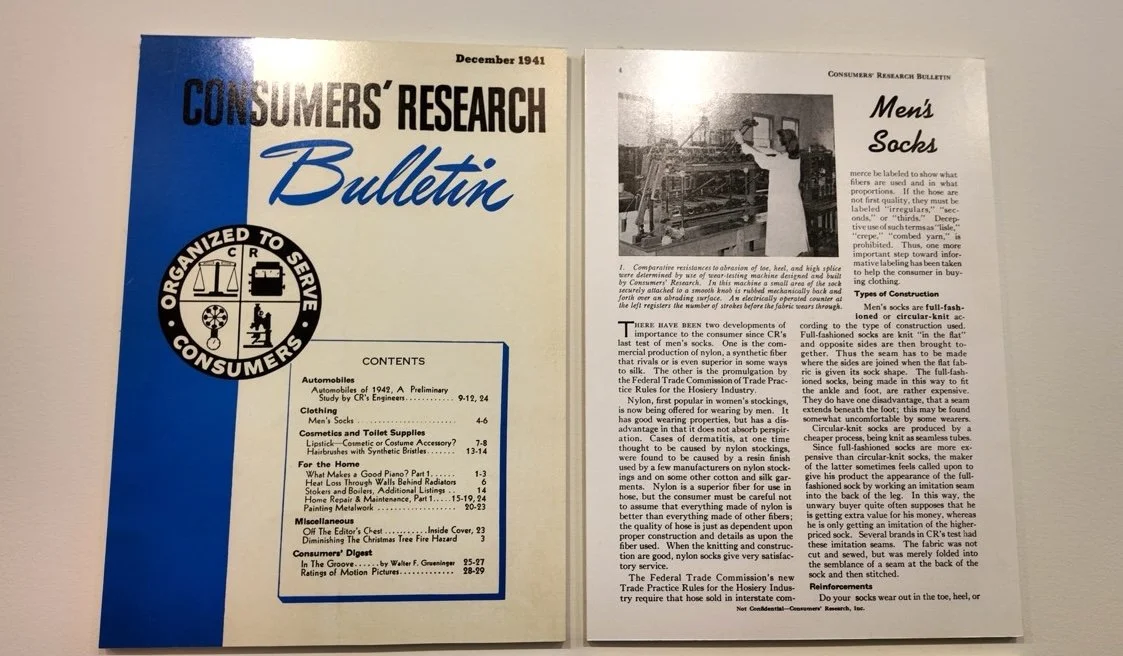 December 1941
CONSUMERS' RESEARCH
Bulletin
ORGANIZED TO SERVE
CONSUMERS
C R
CONTENTS
Automobiles
Automobiles of 1942, A Preliminary
Study by CR's Engineers .......... 9-12, 24
Clothing
Men's Socks .................... 4-6
Cosmetics and Toilet Supplies
Lipstick—Cosmetic or Costume Accessory? 7-8
Hairbrushes with Synthetic Bristles........ 13-14
For the Home
What Makes a Good Piano? Part 1...... 1-3
Heat Loss Through Walls Behind Radiators 6
Stokers and Boilers, Additional Listings .. 14
Home Repair & Maintenance, Part 1.....15-19, 24
Painting Metalwork .............. 20-23
Miscellaneous
Off The Editor's Chest ..........Inside Cover, 23
Diminishing The Christmas Tree Fire Hazard 3
Consumers' Digest
In The Groove......by Walter F. Grueninger 25-27
Ratings of Motion Pictures............. 28-29
4
CONSUMERS' RESEARCH BULLETIN
Men's
Socks
1. Comparative resistances to abrasion of toe, heel, and high splice
were determined by use of wear-testing machine designed and built
by Consumers' Research. In this machine a small area of the sock
securely attached to a smooth knob is rubbed mechanically back and
forth over an abrading surface. An electrically operated counter at
the left registers the number of strokes before the fabric wears through.
THERE HAVE BEEN two developments of
importance to the consumer since CR's
last test of men's socks. One is the com-
mercial production of nylon, a synthetic fiber
that rivals or is even superior in some ways
to silk. The other is the promulgation by
the Federal Trade Commission of Trade Prac-
tice Rules for the Hosiery Industry.
Nylon, first popular in women's stockings,
is now being offered for wearing by men. It
has good wearing properties, but has a dis-
advantage in that it does not absorb perspir-
ation. Cases of dermatitis, at one time
thought to be caused by nylon stockings,
were found to be caused by a resin finish
used by a few manufacturers on nylon stock-
ings and on some other cotton and silk gar-
ments. Nylon is a superior fiber for use in
hose, but the consumer must be careful not
to assume that everything made of nylon is
better than everything made of other fibers;
the quality of hose is just as dependent upon
proper construction and details as upon the
fiber used. When the knitting and construc-
tion are good, nylon socks give very satisfac-
tory service.
The Federal Trade Commission's new
Trade Practice Rules for the Hosiery Indus-
try require that hose sold in interstate com-
merce be labeled to show what
fibers are used and in what
proportions. If the hose are
not first quality, they must be
labeled "irregulars," "sec-
onds," or "thirds." Decep-
tive use of such terms as "lisle,"
"crepe," "combed yarn," is
prohibited. Thus, one more
important step toward infor-
mative labeling has been taken
to help the consumer in buy-
ing clothing.
Types of Construction
Men's socks are full-fash-
ioned or circular-knit ac-
cording to the type of construction used.
Full-fashioned socks are knit "in the flat"
and opposite sides are then brought to-
gether. Thus the seam has to be made
where the sides are joined when the flat fab-
ric is given its sock shape. The full-fash-
ioned socks, being made in this way to fit
the ankle and foot, are rather expensive.
They do have one disadvantage, that a seam
extends beneath the foot; this may be found
somewhat uncomfortable by some wearers.
Circular-knit socks are produced by a
cheaper process, being knit as seamless tubes.
Since full-fashioned socks are more ex-
pensive than circular-knit socks, the maker
of the latter sometimes feels called upon to
give his product the appearance of the full-
fashioned sock by working an imitation seam
into the back of the leg. In this way, the
unwary buyer quite often supposes that he
is getting extra value for his money, whereas
he is only getting an imitation of the higher-
priced sock. Several brands in CR's test had
these imitation seams. The fabric was not
cut and sewed, but was merely folded into
the semblance of a seam at the back of the
sock and then stitched.
Reinforcements
Do your socks wear out in the toe, heel, or
Not Confidential—Consumers' Research, Inc.